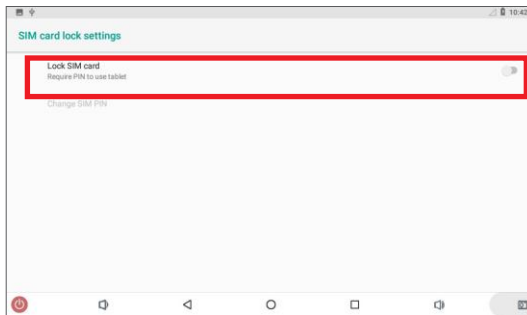 10:42
SIM card lock settings
Lock SIM card
Require PIN to use tablet
Change SIM PIN